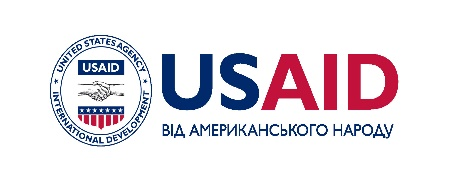 UNITED STATES AGENCY
USAID
INTERNATIONAL DEVELOPMENT
USAID
ВІД АМЕРИКАНСЬКОГО НАРОДУ